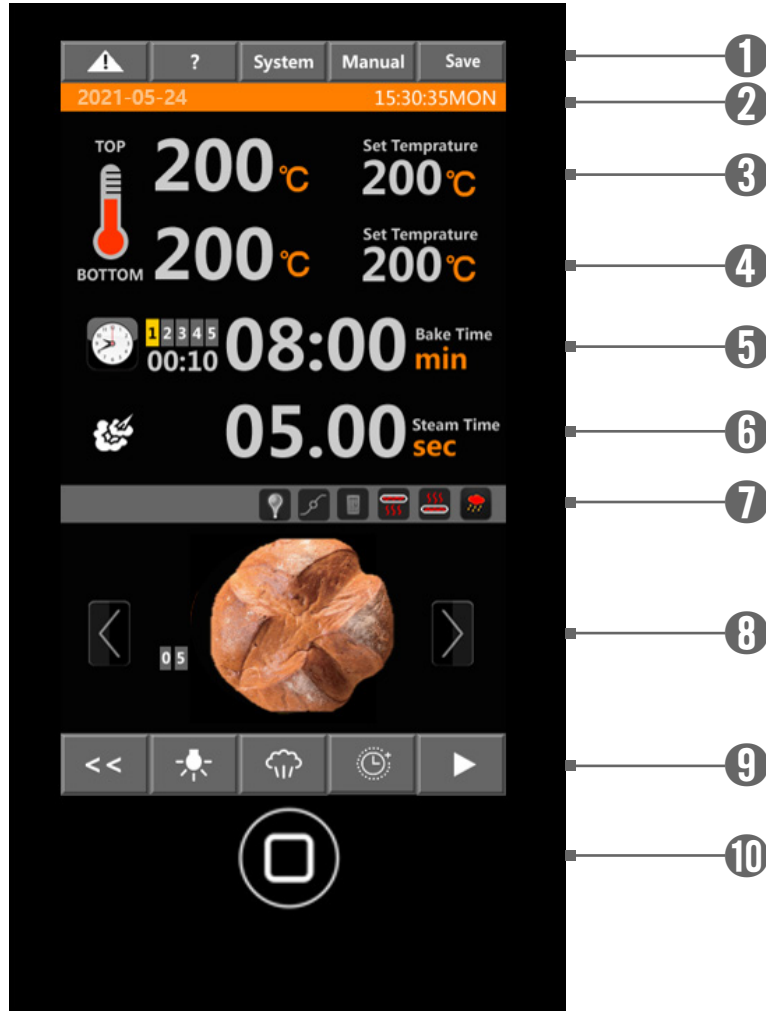 ? System Manual Save
1
2021-05-24 15:30:35MON
2
TOP
200 °C
Set Temprature
200 °C
3
200 °C
Set Temprature
200 °C
BOTTOM
4
1 2 3 4 5
00:10
08:00
Bake Time
min
5
05.00
Steam Time
sec
6
7
0 5
8
<<
9
10